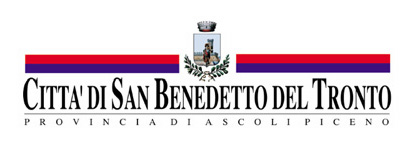 CITTA' DI SAN BENEDETTO DEL TRONTO
PROVINCIA DI ASCOLI PICENO